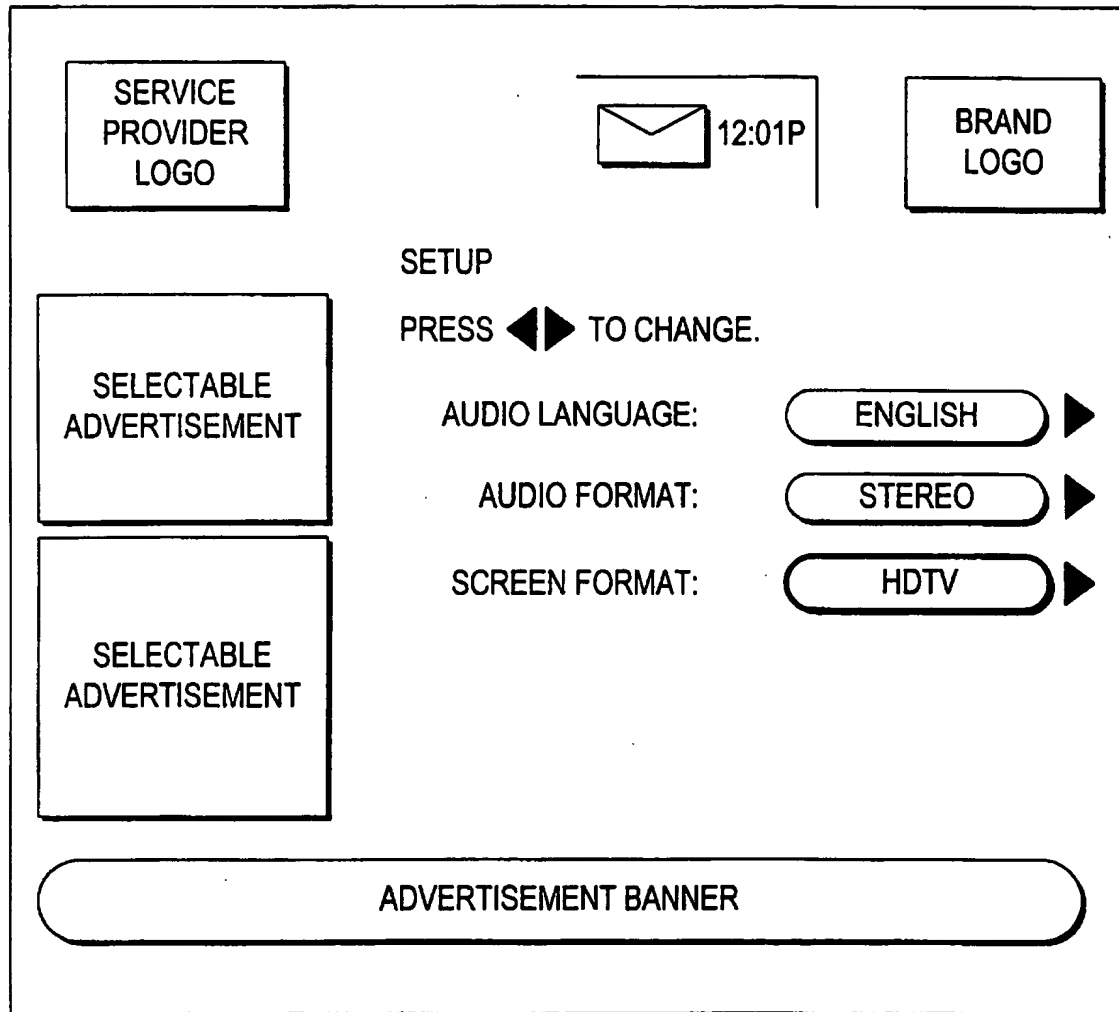 SERVICE
PROVIDER
LOGO
12:01P
BRAND
LOGO
SETUP
PRESS ◀▶ TO CHANGE.
SELECTABLE
ADVERTISEMENT
AUDIO LANGUAGE: ENGLISH
AUDIO FORMAT: STEREO
SCREEN FORMAT: HDTV
SELECTABLE
ADVERTISEMENT
ADVERTISEMENT BANNER